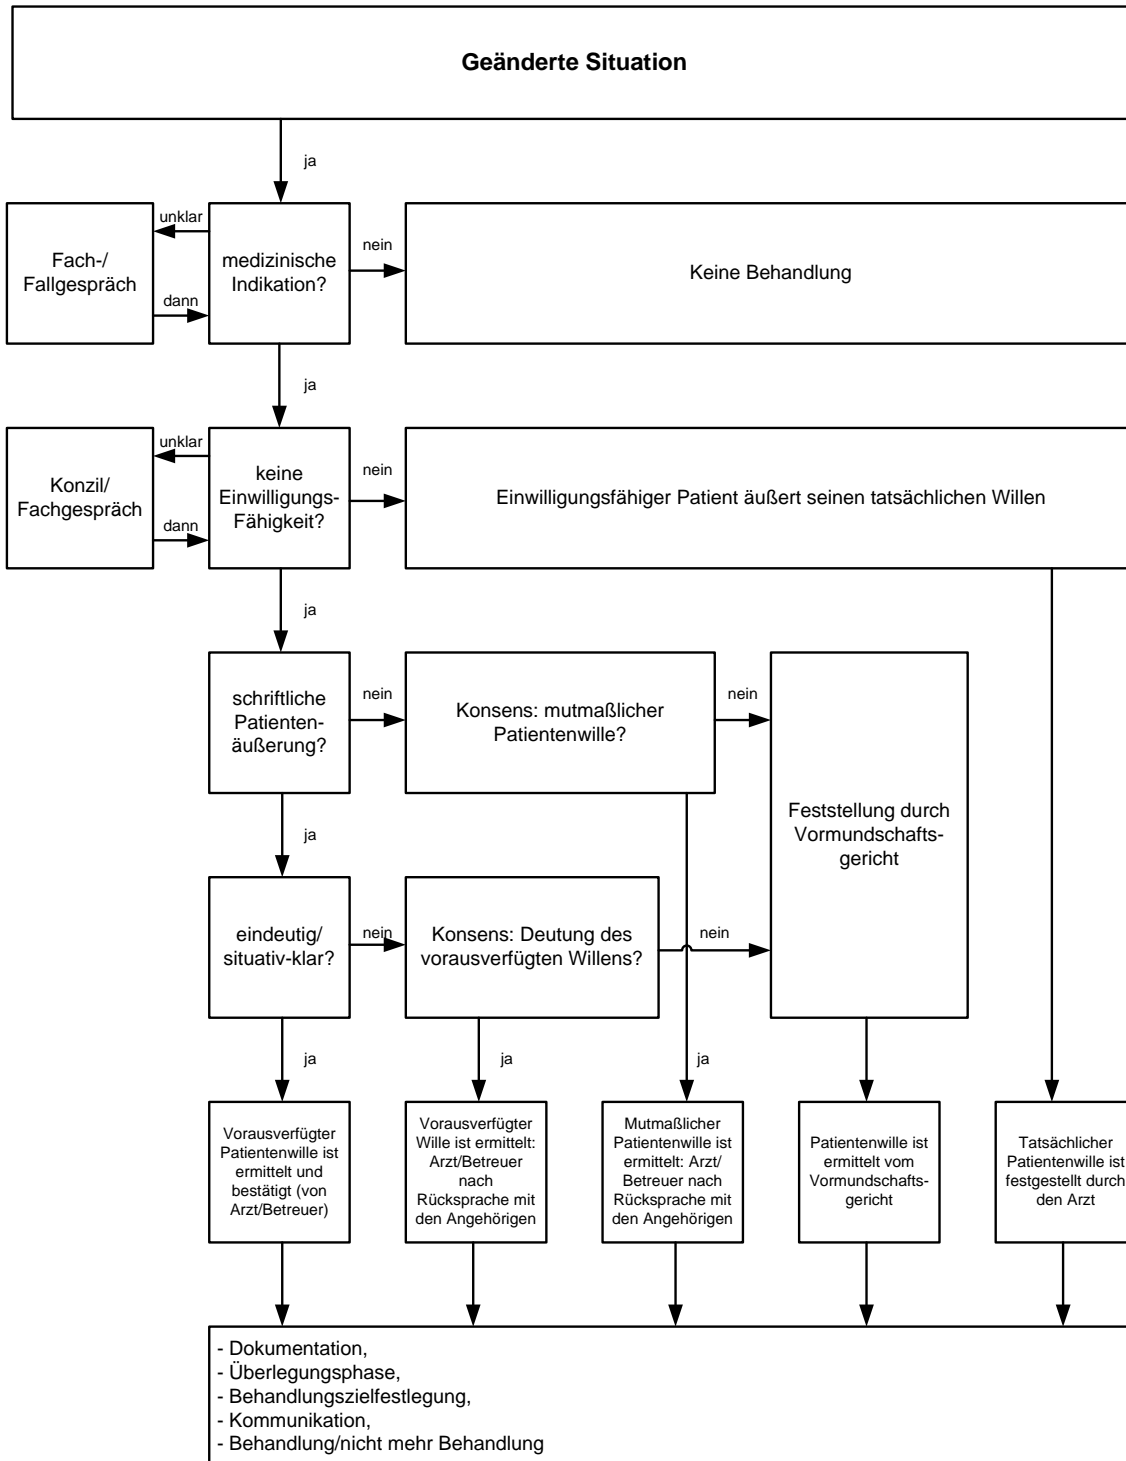 Geänderte Situation
ja
unklar
Fach-/
Fallgespräch
dann
medizinische
Indikation?
nein
Keine Behandlung
ja
unklar
Konzil/
Fachgespräch
dann
keine
Einwilligungs-
Fähigkeit?
nein
Einwilligungsfähiger Patient äußert seinen tatsächlichen Willen
ja
schriftliche
Patienten-
äußerung?
nein
Konsens: mutmaßlicher
Patientenwille?
nein
Feststellung durch
Vormundschafts-
gericht
ja
eindeutig/
situativ-klar?
nein
Konsens: Deutung des
vorausverfügten Willens?
nein
ja
ja
ja
Vorausverfügter
Patientenwille ist
ermittelt und
bestätigt (von
Arzt/Betreuer)
Vorausverfügter
Wille ist ermittelt:
Arzt/Betreuer
nach
Rücksprache mit
den Angehörigen
Mutmaßlicher
Patientenwille ist
ermittelt: Arzt/
Betreuer nach
Rücksprache mit
den Angehörigen
Patientenwille ist
ermittelt vom
Vormundschafts-
gericht
Tatsächlicher
Patientenwille ist
festgestellt durch
den Arzt
- Dokumentation,
- Überlegungsphase,
- Behandlungszielfestlegung,
- Kommunikation,
- Behandlung/nicht mehr Behandlung